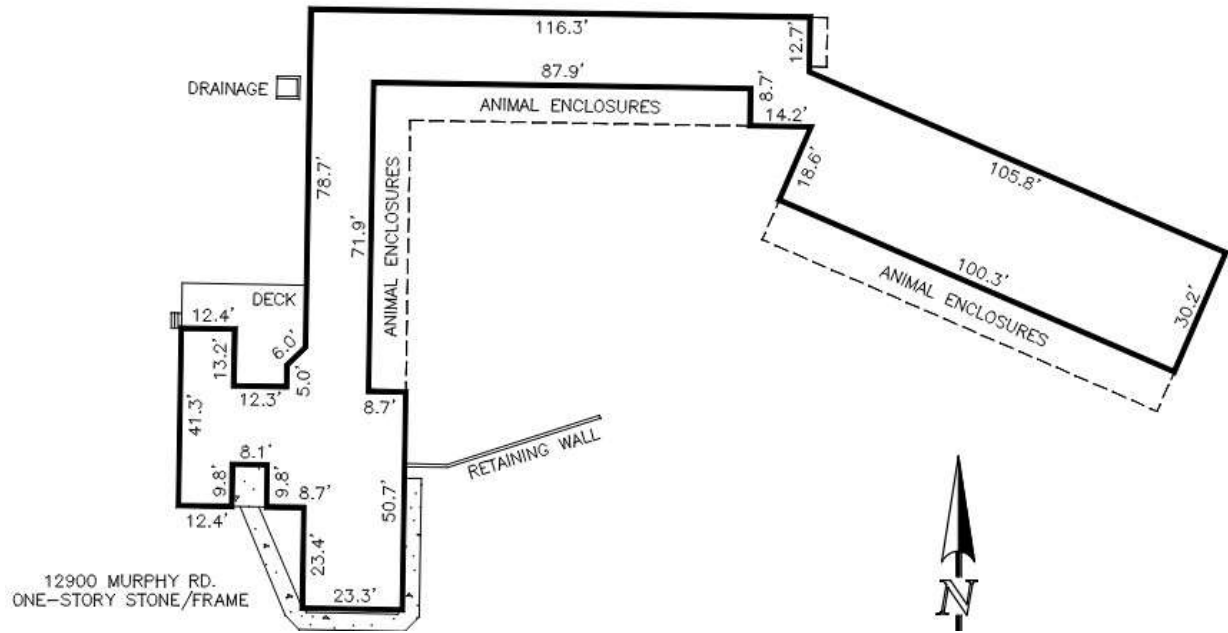 116.3'
12.7'
87.9'
8.7'
DRAINAGE
ANIMAL ENCLOSURES
14.2'
78.7'
ANIMAL ENCLOSURES
18.6'
105.8'
71.9'
100.3'
ANIMAL ENCLOSURES
30.2'
DECK
12.4'
6.0'
13.2'
5.0'
12.3'
8.7'
41.3'
RETAINING WALL
8.1'
9.8'
9.8'
8.7'
50.7'
12.4'
23.4'
12900 MURPHY RD.
ONE-STORY STONE/FRAME
23.3'
N